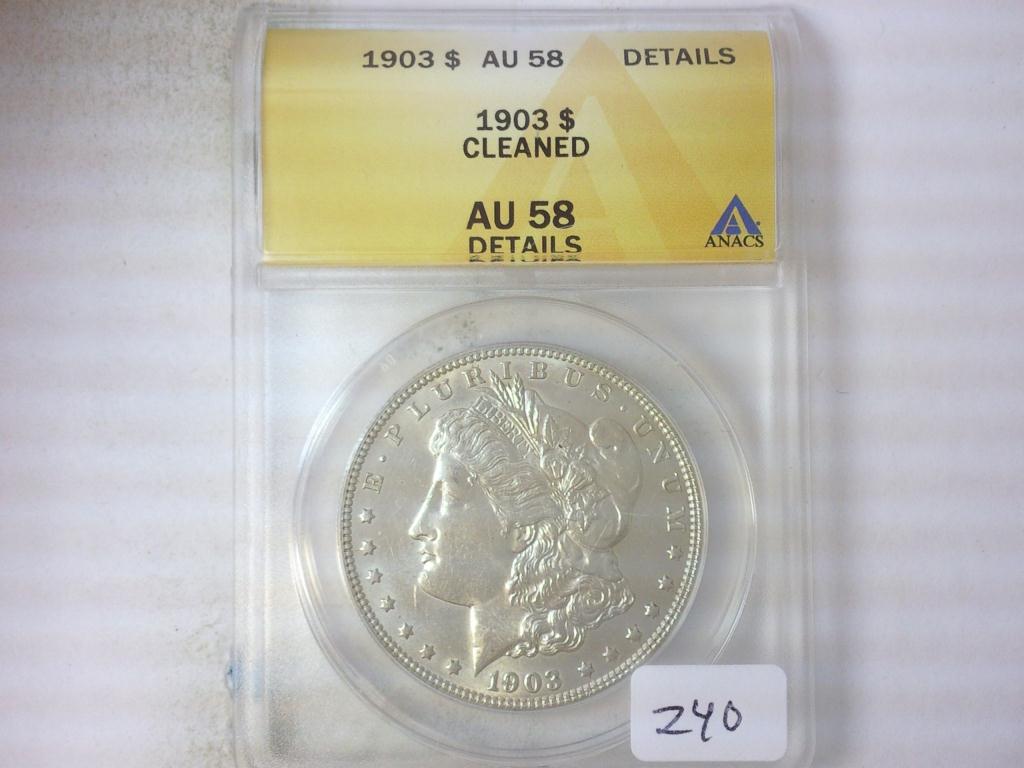 1903 $ AU 58 DETAILS
1903 $
CLEANED
AU 58
DETAILS
ANACS
E · PLURIBUS · UNUM
LIBERTY
1903
240